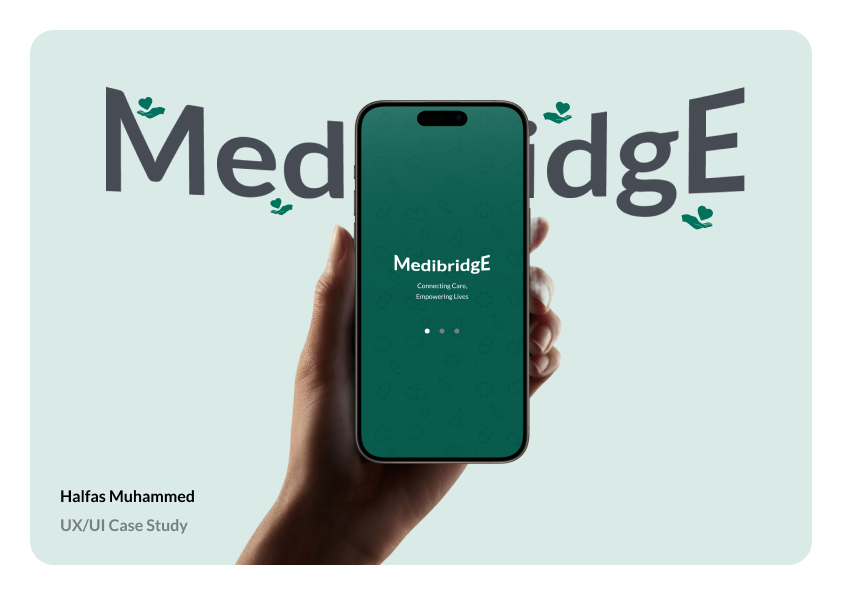 Med idgE
MedibridgE
Connecting Care,
Empowering Lives
Halfas Muhammed
UX/UI Case Study